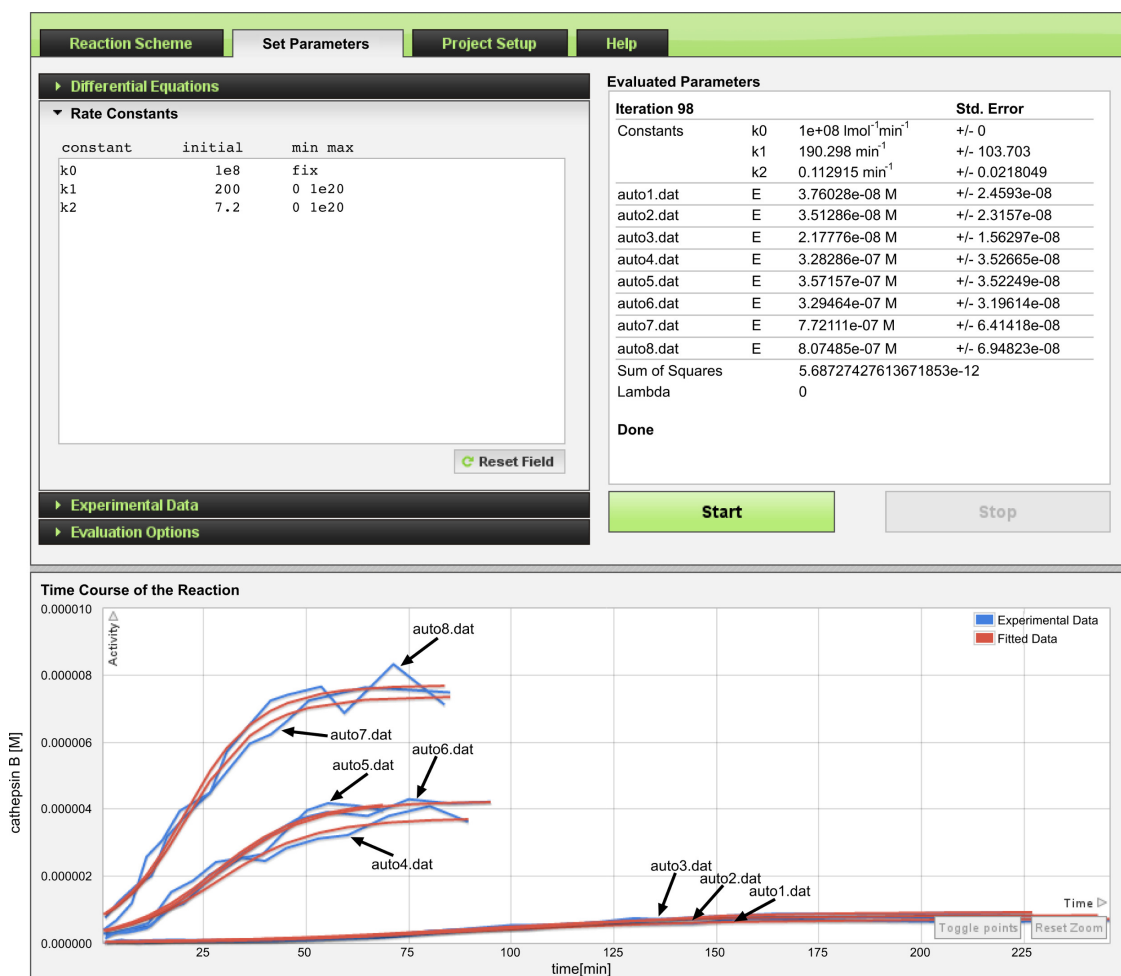 Reaction Scheme Set Parameters Project Setup Help
Differential Equations
Rate Constants
constant initial min max
k0 1e8 fix
k1 200 0 1e20
k2 7.2 0 1e20
Reset Field
Experimental Data
Evaluation Options
Evaluated Parameters
Iteration 98 Std. Error
Constants k0 1e+08 lmol⁻¹min⁻¹ +/- 0
k1 190.298 min⁻¹ +/- 103.703
k2 0.112915 min⁻¹ +/- 0.0218049
auto1.dat E 3.76028e-08 M +/- 2.4593e-08
auto2.dat E 3.51286e-08 M +/- 2.3157e-08
auto3.dat E 2.17776e-08 M +/- 1.56297e-08
auto4.dat E 3.28286e-07 M +/- 3.52665e-08
auto5.dat E 3.57157e-07 M +/- 3.52249e-08
auto6.dat E 3.29464e-07 M +/- 3.19614e-08
auto7.dat E 7.72111e-07 M +/- 6.41418e-08
auto8.dat E 8.07485e-07 M +/- 6.94823e-08
Sum of Squares 5.68727427613671853e-12
Lambda 0
Done
Start Stop
Time Course of the Reaction
0.000010
0.000008
0.000006
0.000004
0.000002
0.000000
cathepsin B [M]
Activity
Experimental Data
Fitted Data
auto8.dat
auto7.dat
auto6.dat
auto5.dat
auto4.dat
auto3.dat
auto2.dat
auto1.dat
Time
Toggle points Reset Zoom
25 50 75 100 125 150 175 200 225
time[min]